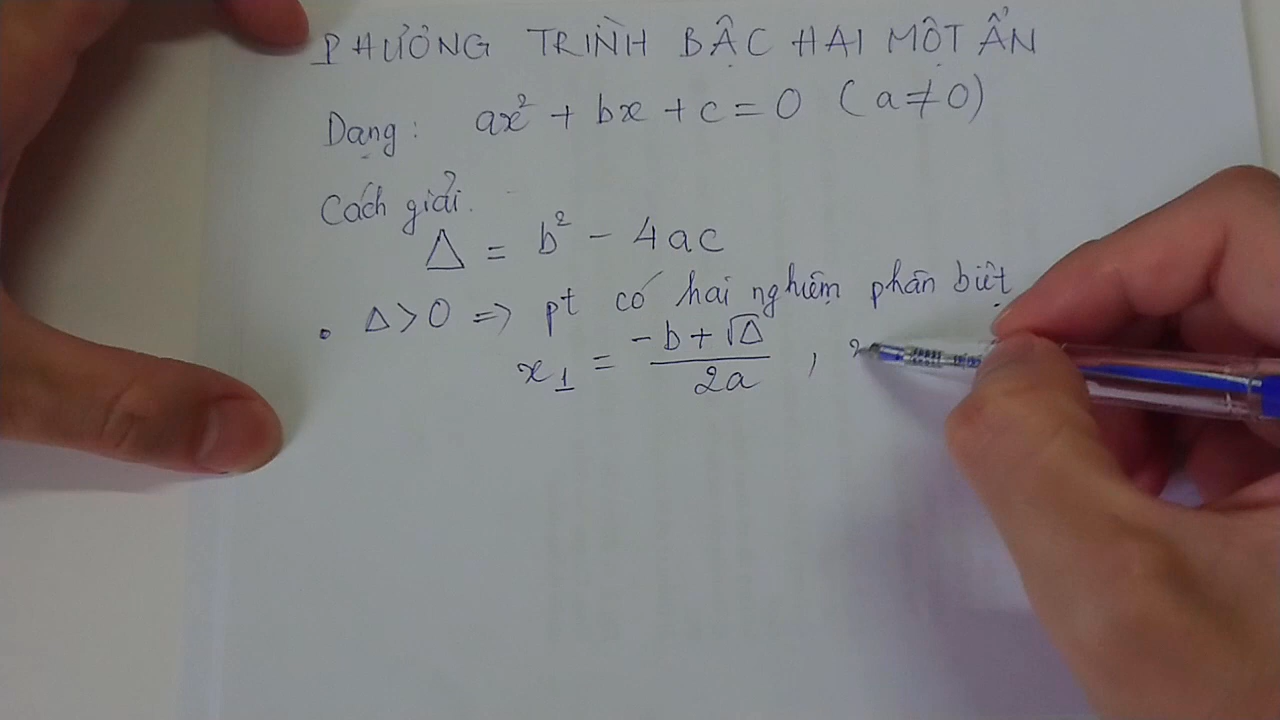 PHƯƠNG TRÌNH BẬC HAI MỘT ẨN
Dạng: ax² + bx + c = 0 (a ≠ 0)
Cách giải.
Δ = b² - 4ac
• Δ > 0 => pt có hai nghiệm phân biệt
x₁ = (-b + √Δ) / 2a ,